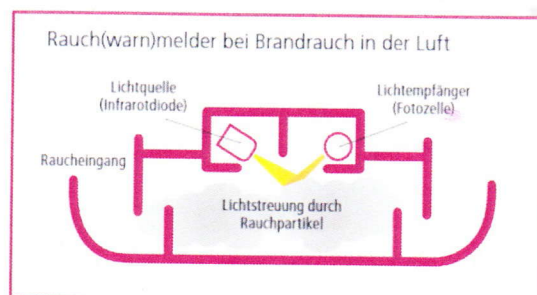 Rauch(warn)melder bei Brandrauch in der Luft
Lichtquelle
(Infrarotdiode)
Lichtempfänger
(Fotozelle)
Raucheingang
Lichtstreuung durch
Rauchpartikel